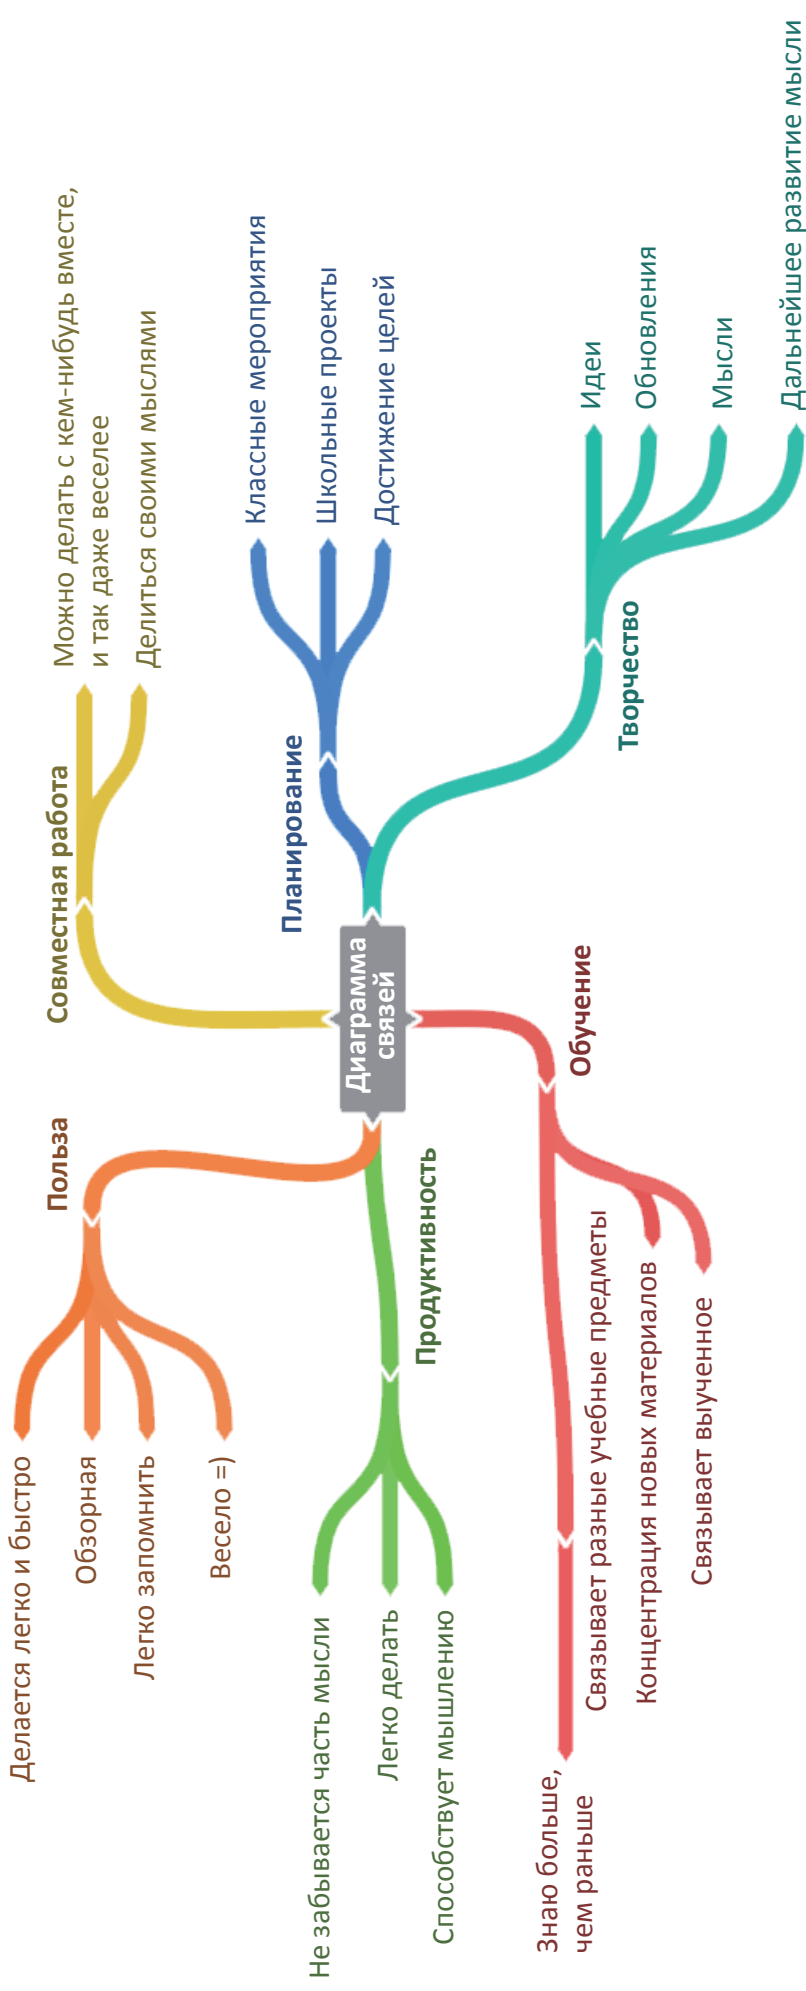 Диаграмма
связей
Совместная работа
Можно делать с кем-нибудь вместе,
и так даже веселее
Делиться своими мыслями
Планирование
Классные мероприятия
Школьные проекты
Достижение целей
Творчество
Идеи
Обновления
Мысли
Дальнейшее развитие мысли
Обучение
Связывает разные учебные предметы
Знаю больше,
чем раньше
Концентрация новых материалов
Связывает выученное
Продуктивность
Не забывается часть мысли
Легко делать
Способствует мышлению
Польза
Делается легко и быстро
Обзорная
Легко запомнить
Весело =)